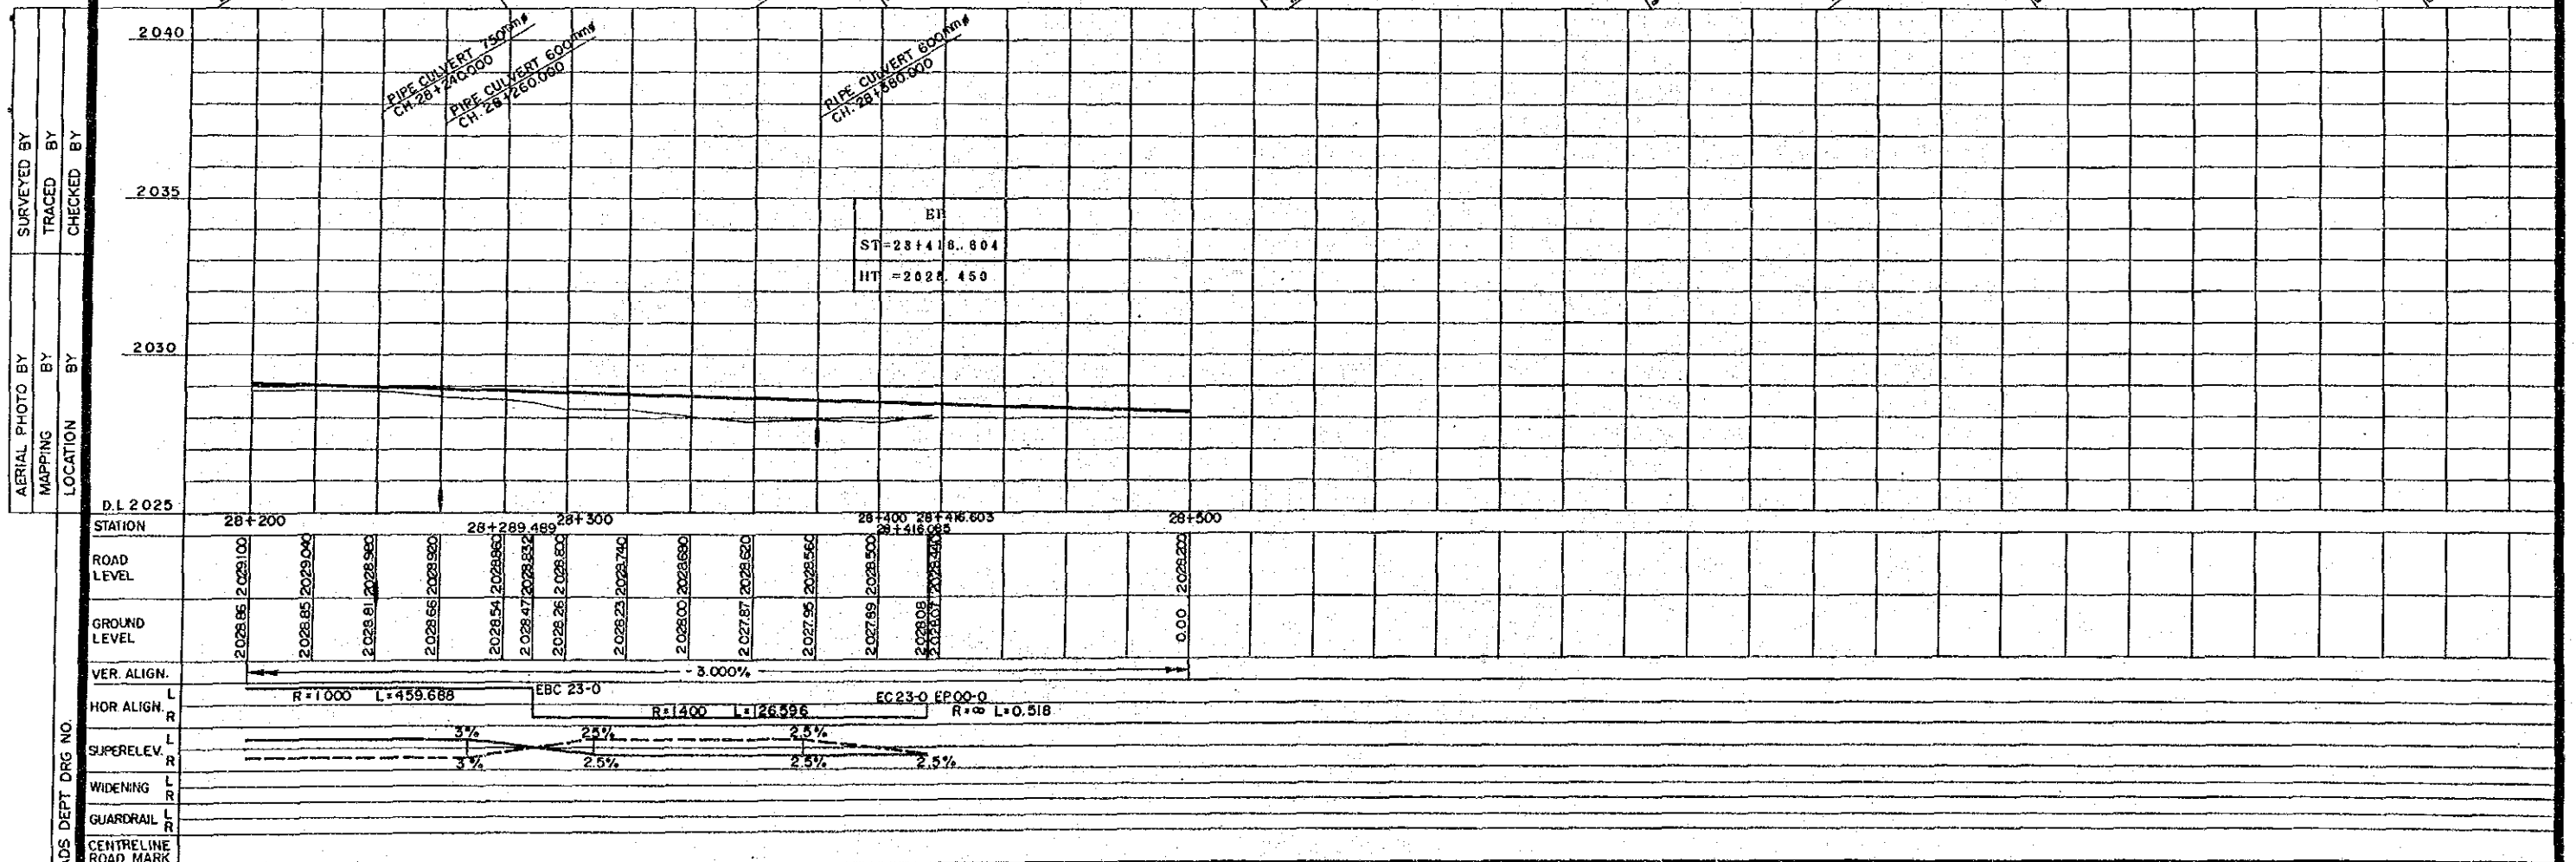 2040
PIPE CULVERT 750mmø
CH. 28+240.000
PIPE CULVERT 600mmø
CH. 28+260.000
PIPE CULVERT 600mmø
CH. 28+380.000
SURVEYED BY
TRACED BY
CHECKED BY
2035
EP
ST=28+416.604
HT =2028.450
AERIAL PHOTO BY
MAPPING BY
LOCATION BY
2030
D.L 2025
STATION
28+200
28+289.489
28+300
28+400
28+416.603
28+416.085
28+500
ROAD LEVEL
2029.100
2029.040
2028.980
2028.920
2028.860
2028.832
2028.800
2028.740
2028.680
2028.620
2028.560
2028.500
2028.200
GROUND LEVEL
2028.86
2028.85
2028.81
2028.66
2028.54
2028.47
2028.26
2028.23
2028.00
2027.87
2027.95
2027.89
2028.08
2028.07
0.00
VER. ALIGN.
- 3.000%
HOR ALIGN. L R
R=1000 L=459.688
EBC 23-0
R=1400 L=126.596
EC23-0 EP00-0
R=∞ L=0.518
SUPERELEV. L R
3% 25% 2.5%
3% 2.5% 2.5% 2.5%
WIDENING L R
GUARDRAIL L R
CENTRELINE
ROAD MARK
DS DEPT DRG NO.